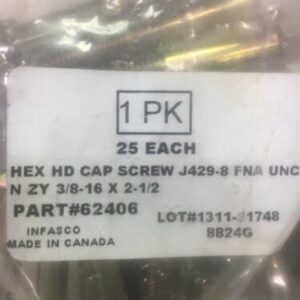 1 PK
25 EACH
HEX HD CAP SCREW J429-8 FNA UNC
N ZY 3/8-16 X 2-1/2
PART#62406
LOT#1311-31748
INFASCO
8824G
MADE IN CANADA